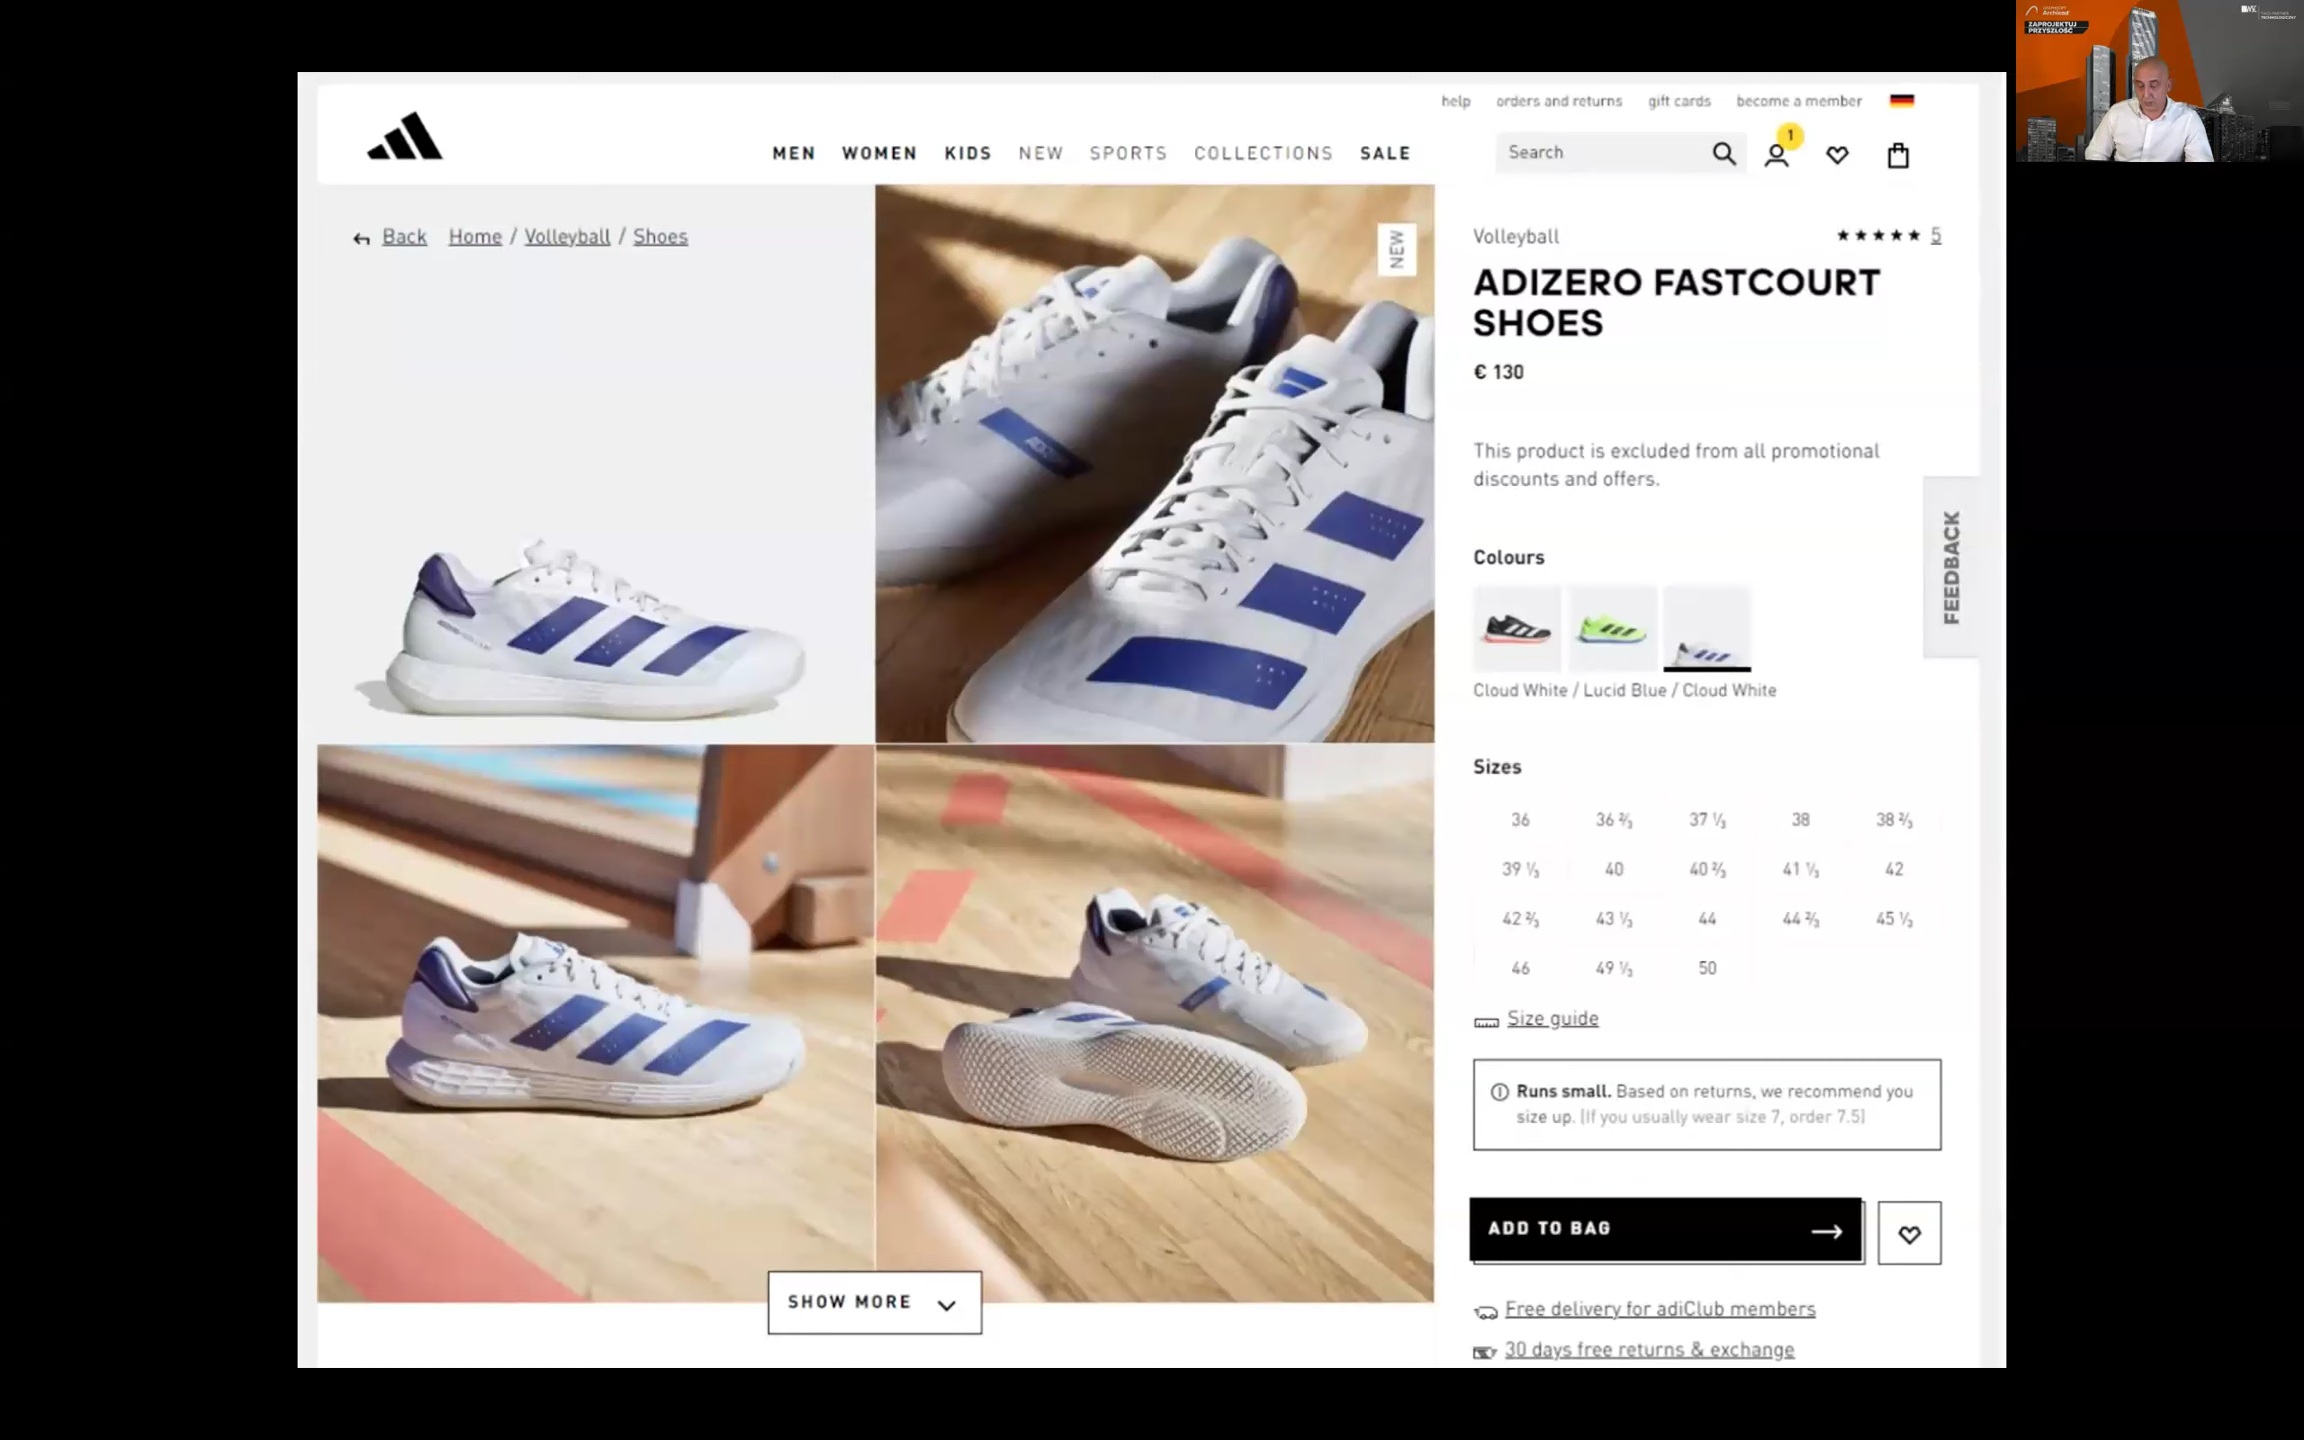 help orders and returns gift cards become a member
MEN WOMEN KIDS NEW SPORTS COLLECTIONS SALE
Search
1
Back Home / Volleyball / Shoes
NEW
Volleyball
★★★★★ 5
ADIZERO FASTCOURT
SHOES
€ 130
This product is excluded from all promotional
discounts and offers.
Colours
Cloud White / Lucid Blue / Cloud White
FEEDBACK
Sizes
36 36 ⅔ 37 ⅓ 38 38 ⅔
39 ⅓ 40 40 ⅔ 41 ⅓ 42
42 ⅔ 43 ⅓ 44 44 ⅔ 45 ⅓
46 49 ⅓ 50
Size guide
Runs small. Based on returns, we recommend you
size up. [If you usually wear size 7, order 7.5]
ADD TO BAG
SHOW MORE
Free delivery for adiClub members
30 days free returns & exchange
Archicad
ZAPROJEKTUJ
PRZYSZŁOŚĆ